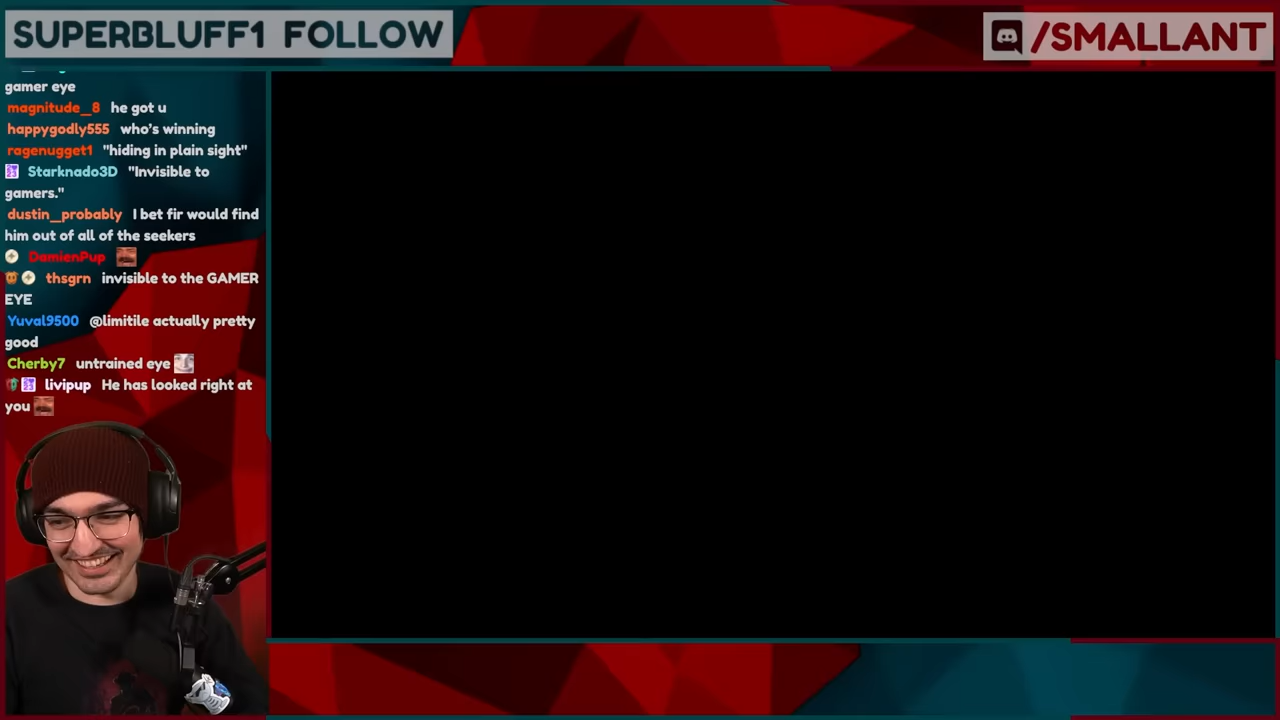 SUPERBLUFF1 FOLLOW
/SMALLANT
gamer eye
magnitude_8 he got u
happygodly555 who's winning
ragenugget1 "hiding in plain sight"
Starknado3D "Invisible to
gamers."
dustin_probably I bet fir would find
him out of all of the seekers
DamienPup
thsgrn invisible to the GAMER
EYE
Yuval9500 @limitile actually pretty
good
Cherby7 untrained eye
livipup He has looked right at
you